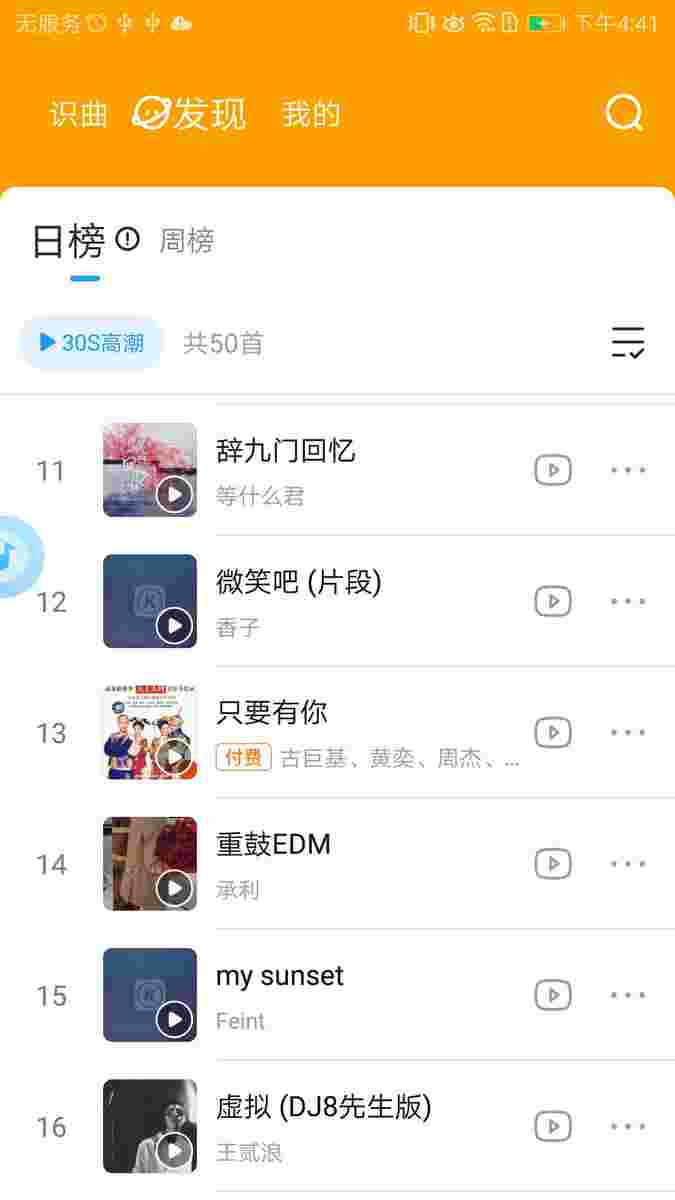 无服务 下午4:41
识曲 发现 我的
日榜 周榜
30S高潮 共50首
11
辞九门回忆
等什么君
12
微笑吧 (片段)
香子
13
只要有你
付费 古巨基、黄奕、周杰、...
14
重鼓EDM
承利
15
my sunset
Feint
16
虚拟 (DJ8先生版)
王贰浪